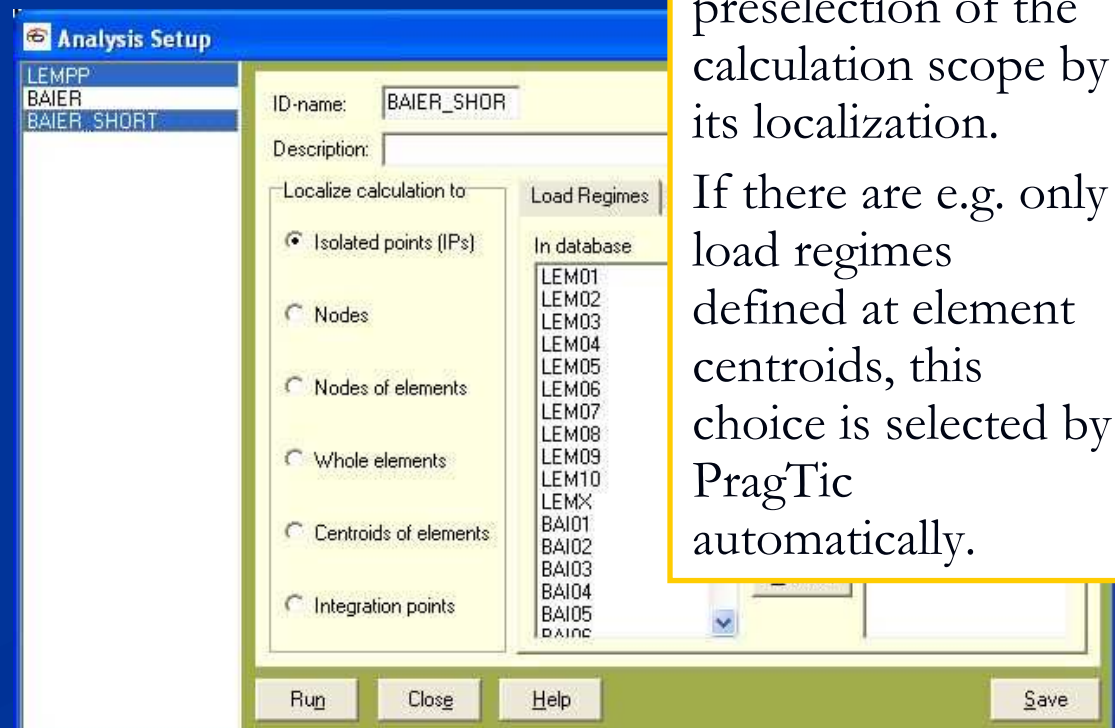 Analysis Setup
LEMPP
BAIER
BAIER_SHORT
ID-name: BAIER_SHOR
Description:
Localize calculation to
Isolated points (IPs)
Nodes
Nodes of elements
Whole elements
Centroids of elements
Integration points
Load Regimes
In database
LEM01
LEM02
LEM03
LEM04
LEM05
LEM06
LEM07
LEM08
LEM09
LEM10
LEMX
BAI01
BAI02
BAI03
BAI04
BAI05
BAI06
Run Close Help Save
preselection of the
calculation scope by
its localization.
If there are e.g. only
load regimes
defined at element
centroids, this
choice is selected by
PragTic
automatically.